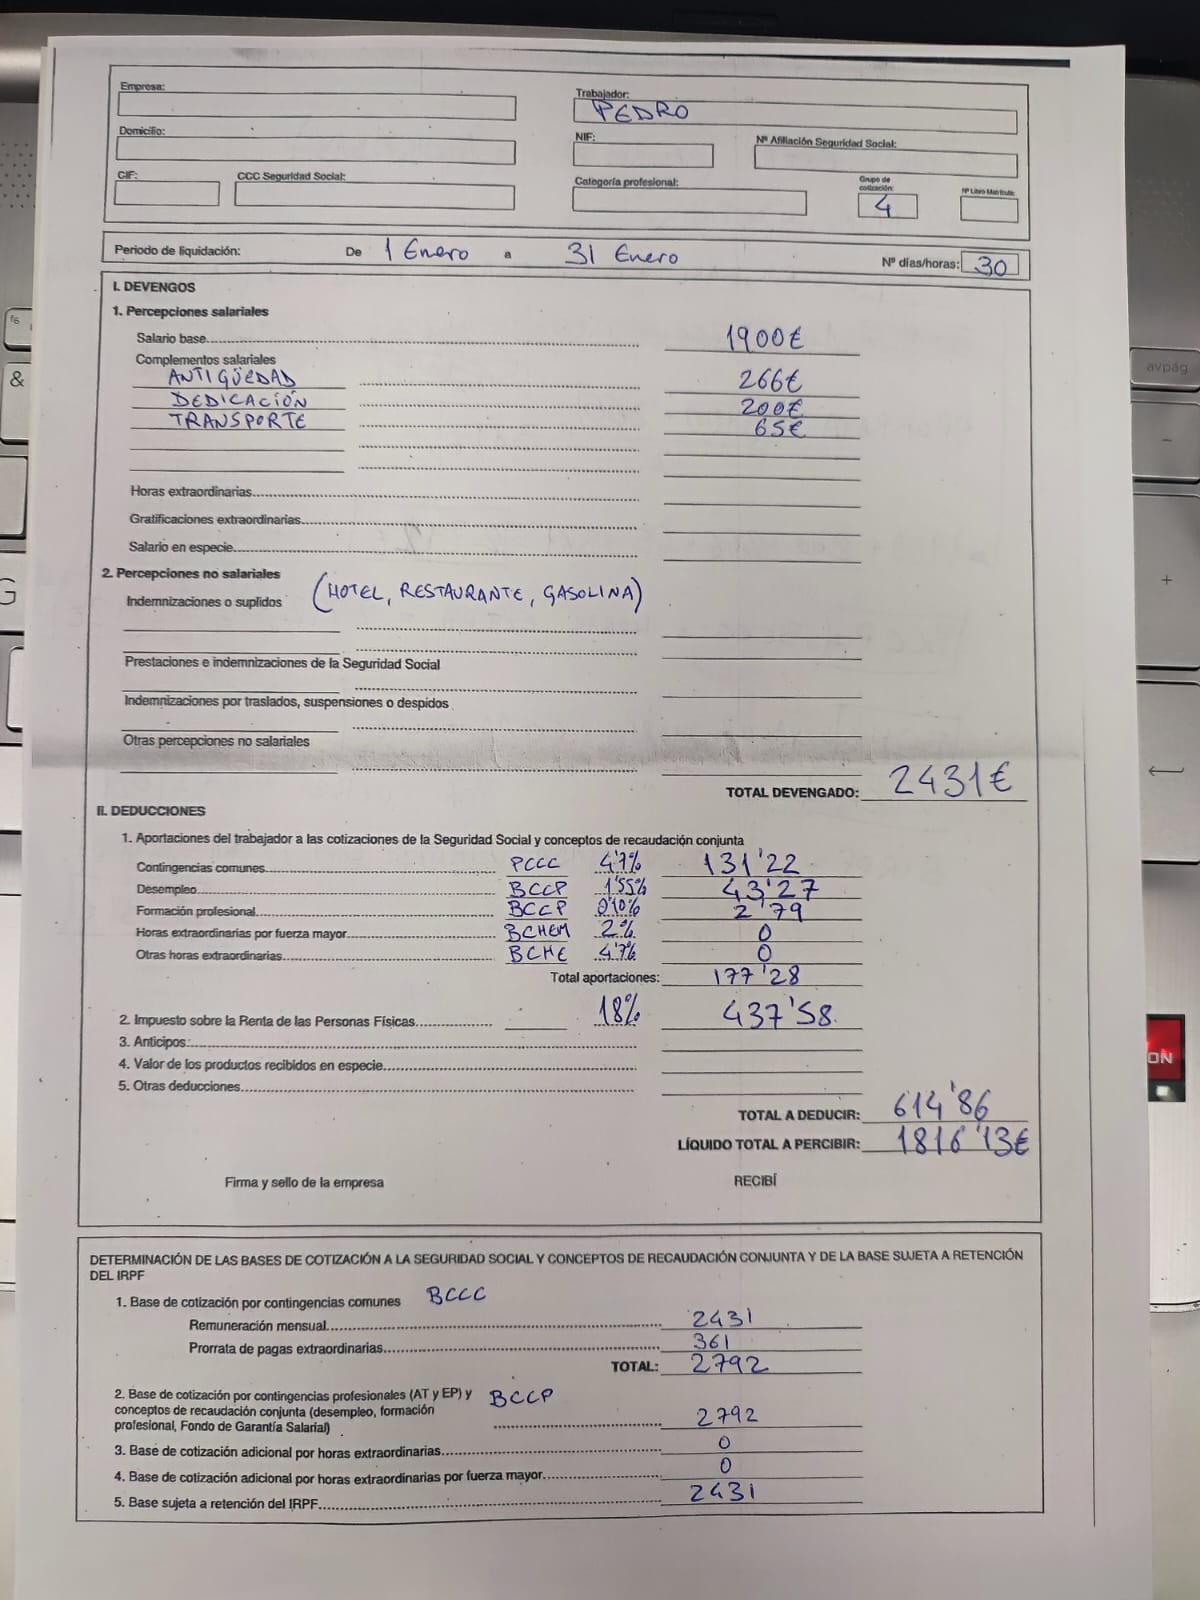 Empresa:
Trabajador:
PEDRO
Domicilio:
NIF:
Nº Afiliación Seguridad Social:
CIF:
CCC Seguridad Social:
Categoría profesional:
Grupo de cotización:
4
Nº Libro Matrícula:
Periodo de liquidación: De 1 Enero a 31 Enero Nº días/horas: 30
I. DEVENGOS
1. Percepciones salariales
Salario base 1900€
Complementos salariales
ANTIGÜEDAD 266€
DEDICACIÓN 200€
TRANSPORTE 65€
Horas extraordinarias
Gratificaciones extraordinarias
Salario en especie
2. Percepciones no salariales
Indemnizaciones o suplidos (HOTEL, RESTAURANTE, GASOLINA)
Prestaciones e indemnizaciones de la Seguridad Social
Indemnizaciones por traslados, suspensiones o despidos
Otras percepciones no salariales
TOTAL DEVENGADO: 2431€
II. DEDUCCIONES
1. Aportaciones del trabajador a las cotizaciones de la Seguridad Social y conceptos de recaudación conjunta
Contingencias comunes PCCC 4'7% 131'22
Desempleo BCCP 1'55% 43'27
Formación profesional BCCP 0'10% 2'79
Horas extraordinarias por fuerza mayor BCHEM 2% 0
Otras horas extraordinarias BCHE 4'7% 0
Total aportaciones: 177'28
2. Impuesto sobre la Renta de las Personas Físicas 18% 437'58
3. Anticipos
4. Valor de los productos recibidos en especie
5. Otras deducciones
TOTAL A DEDUCIR: 614'86
LÍQUIDO TOTAL A PERCIBIR: 1816'13€
Firma y sello de la empresa
RECIBÍ
DETERMINACIÓN DE LAS BASES DE COTIZACIÓN A LA SEGURIDAD SOCIAL Y CONCEPTOS DE RECAUDACIÓN CONJUNTA Y DE LA BASE SUJETA A RETENCIÓN
DEL IRPF
1. Base de cotización por contingencias comunes BCCC
Remuneración mensual 2431
Prorrata de pagas extraordinarias 361
TOTAL: 2792
2. Base de cotización por contingencias profesionales (AT y EP) y BCCP
conceptos de recaudación conjunta (desempleo, formación
profesional, Fondo de Garantía Salarial) 2792
3. Base de cotización adicional por horas extraordinarias 0
4. Base de cotización adicional por horas extraordinarias por fuerza mayor 0
5. Base sujeta a retención del IRPF 2431
&
G
avpág
-
+
ON